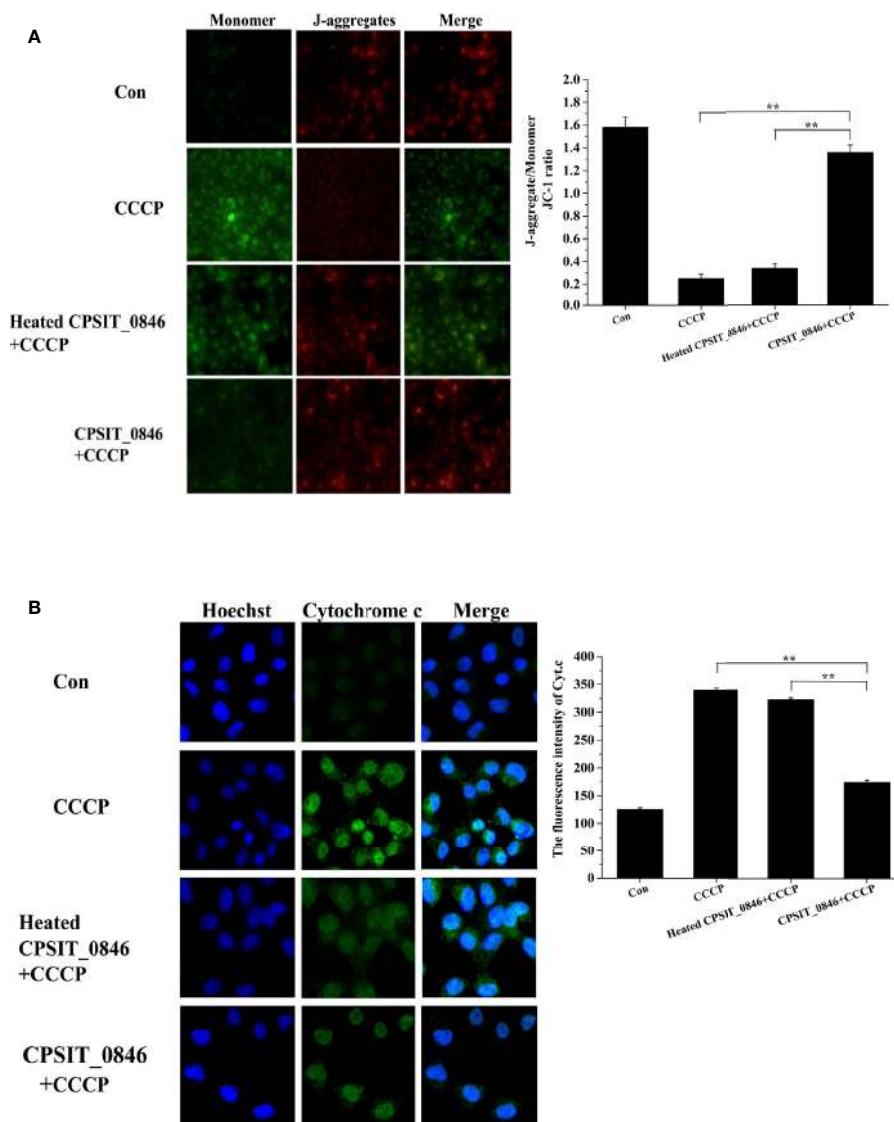 A
Monomer J-aggregates Merge
Con
CCCP
Heated CPSIT_0846
+CCCP
CPSIT_0846
+CCCP
J-aggregate/Monomer
JC-1 ratio
2.0
1.8
1.6
1.4
1.2
1.0
0.8
0.6
0.4
0.2
0.0
**
**
Con
CCCP
Heated CPSIT_0846+CCCP
CPSIT_0846+CCCP
B
Hoechst Cytochrome c Merge
Con
CCCP
Heated
CPSIT_0846
+CCCP
CPSIT_0846
+CCCP
The fluorescence intensity of Cyt.c
400
350
300
250
200
150
100
50
0
**
**
Con
CCCP
Heated CPSIT_0846+CCCP
CPSIT_0846+CCCP